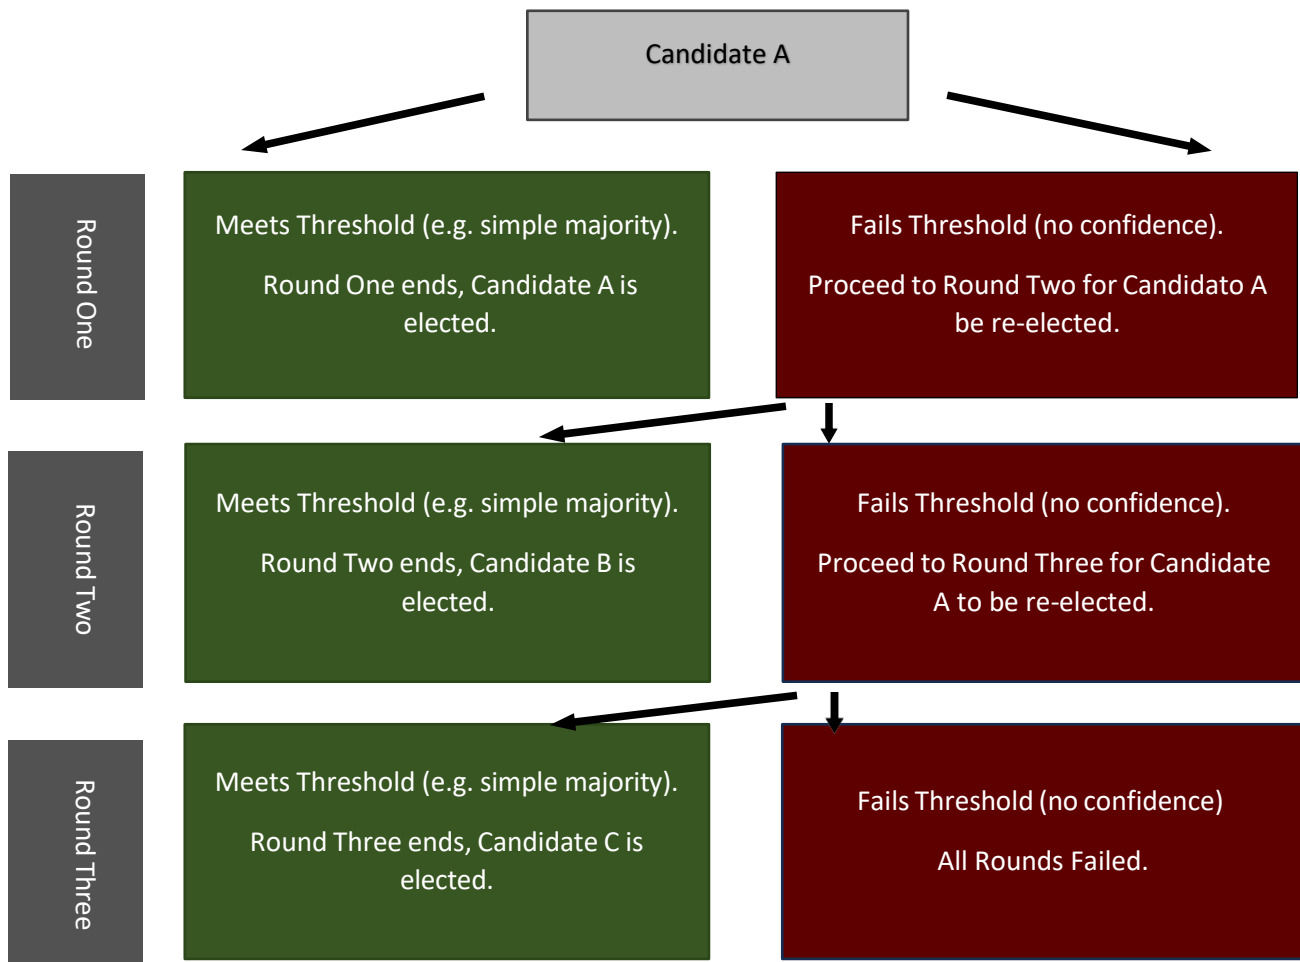 Candidate A
Round One
Meets Threshold (e.g. simple majority).
Round One ends, Candidate A is
elected.
Fails Threshold (no confidence).
Proceed to Round Two for Candidato A
be re-elected.
Round Two
Meets Threshold (e.g. simple majority).
Round Two ends, Candidate B is
elected.
Fails Threshold (no confidence).
Proceed to Round Three for Candidate
A to be re-elected.
Round Three
Meets Threshold (e.g. simple majority).
Round Three ends, Candidate C is
elected.
Fails Threshold (no confidence)
All Rounds Failed.